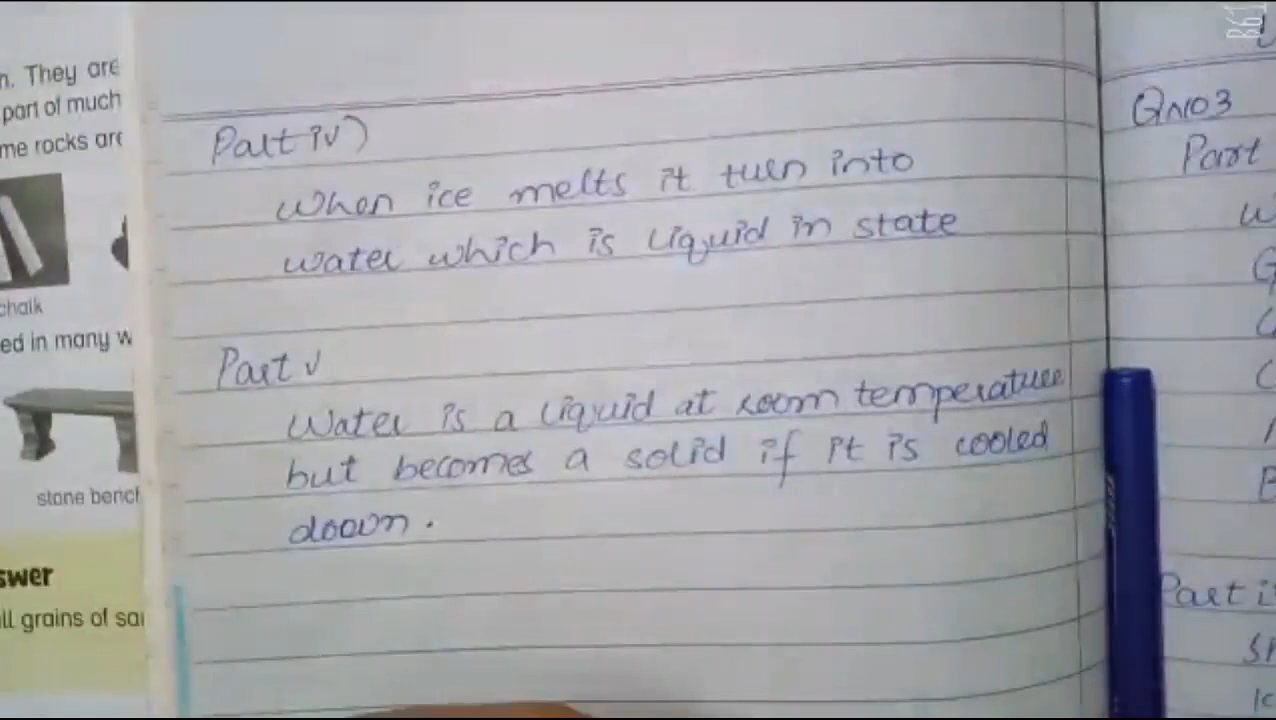 n. They are
part of much
me rocks are
chalk
ed in many w
stone bench
swer
ll grains of sa
Part iv)
When ice melts it turn into
water which is liquid in state
Part v
Water is a liquid at room temperature
but becomes a solid if it is cooled
down.
Qno3
Part
Part i